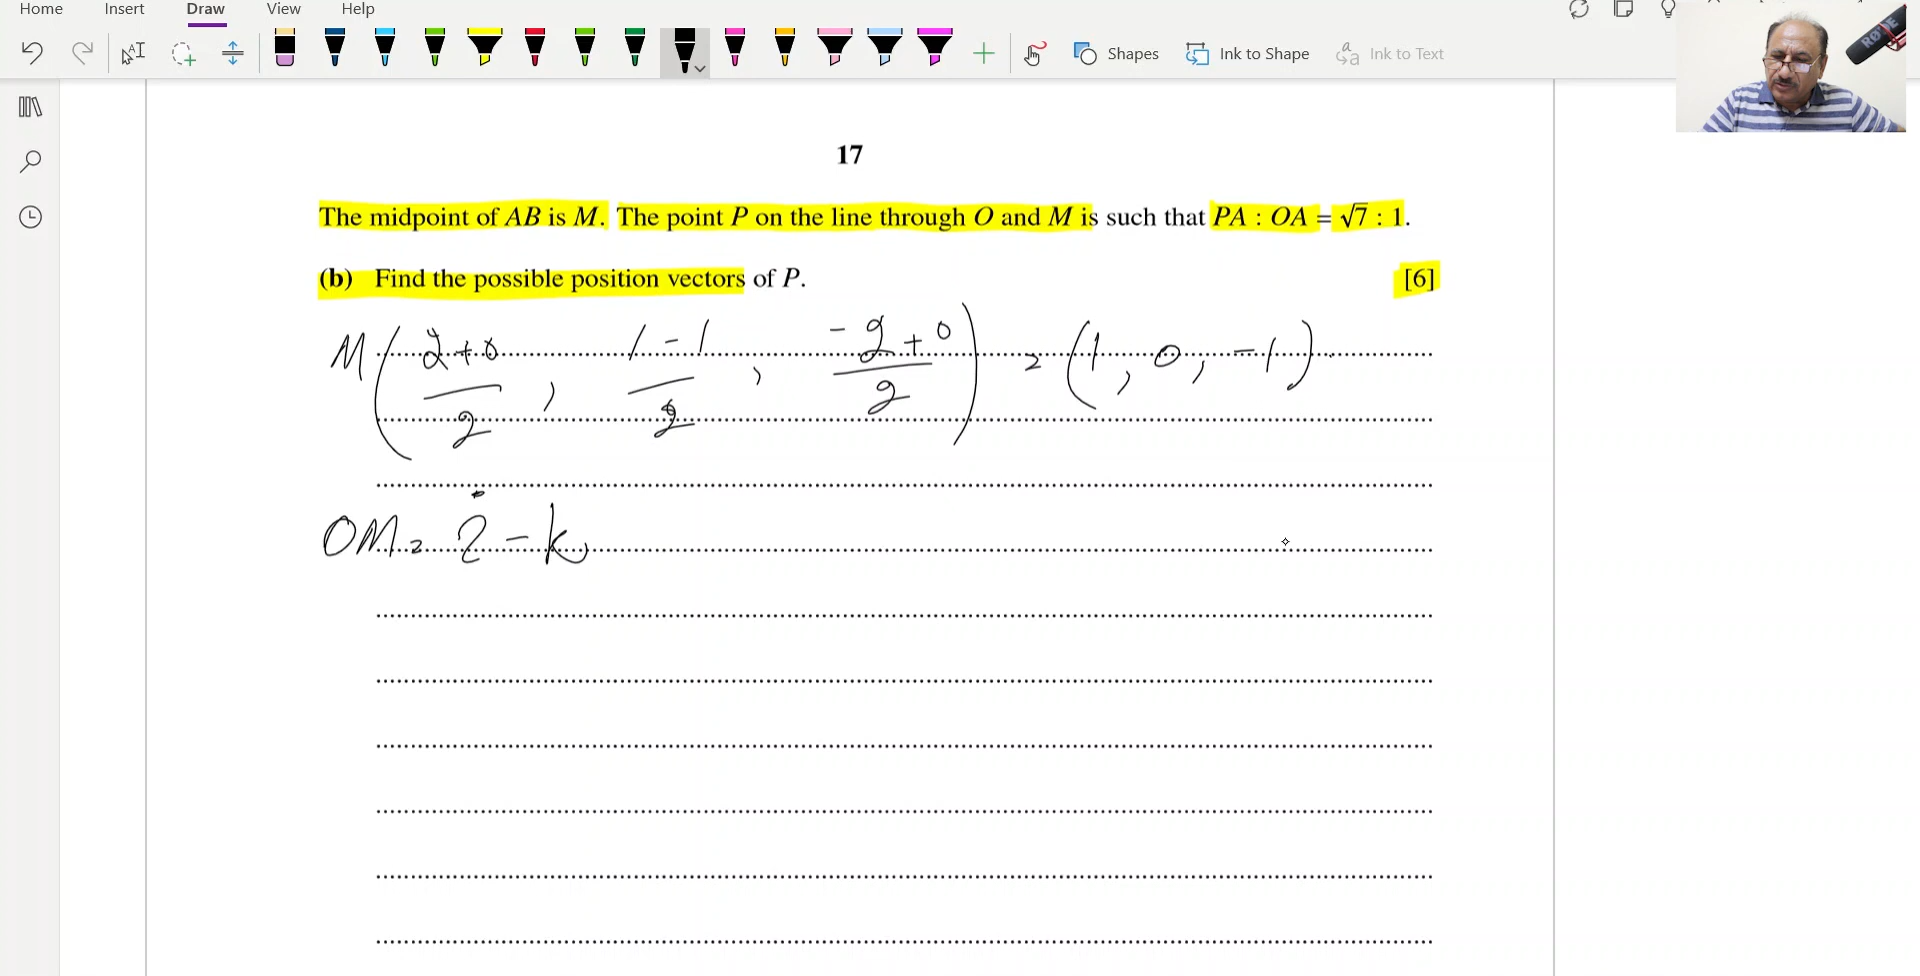 Home Insert Draw View Help
Shapes Ink to Shape Ink to Text
17
The midpoint of AB is M. The point P on the line through O and M is such that PA : OA = √7 : 1.
(b) Find the possible position vectors of P. [6]
M(2+0/2, 1-1/2, -2+0/2) = (1, 0, -1)
OM = i - k